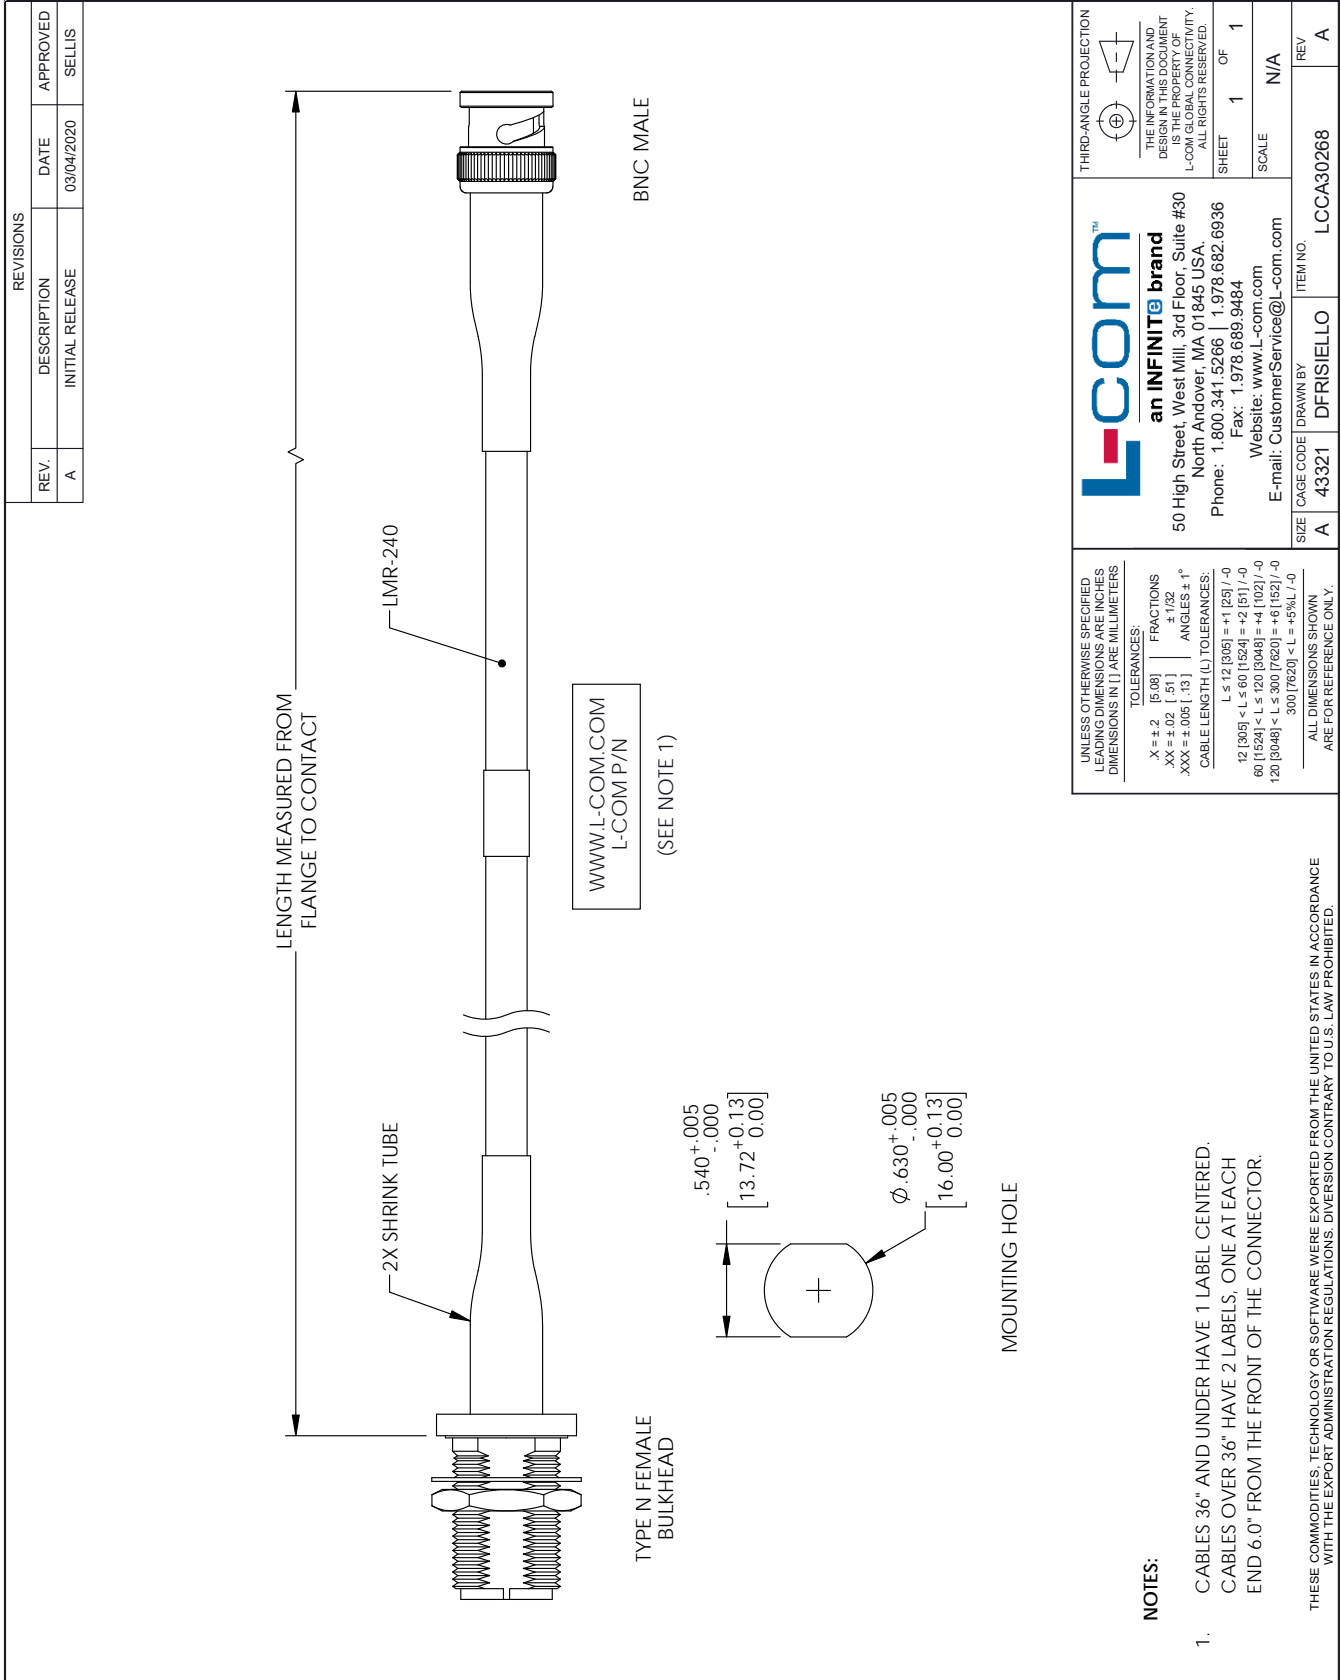 REVISIONS
REV. DESCRIPTION DATE APPROVED
A INITIAL RELEASE 03/04/2020 SELLIS
LENGTH MEASURED FROM
FLANGE TO CONTACT
2X SHRINK TUBE
LMR-240
TYPE N FEMALE
BULKHEAD
WWW.L-COM.COM
L-COM P/N
(SEE NOTE 1)
BNC MALE
.540 +.005
-.000
[13.72 +0.13
0.00]
Ø.630 +.005
-.000
[16.00 +0.13
0.00]
MOUNTING HOLE
NOTES:
1. CABLES 36" AND UNDER HAVE 1 LABEL CENTERED.
CABLES OVER 36" HAVE 2 LABELS, ONE AT EACH
END 6.0" FROM THE FRONT OF THE CONNECTOR.
THESE COMMODITIES, TECHNOLOGY OR SOFTWARE WERE EXPORTED FROM THE UNITED STATES IN ACCORDANCE
WITH THE EXPORT ADMINISTRATION REGULATIONS. DIVERSION CONTRARY TO U.S. LAW PROHIBITED.
UNLESS OTHERWISE SPECIFIED
LEADING DIMENSIONS ARE INCHES
DIMENSIONS IN [ ] ARE MILLIMETERS
TOLERANCES:
.X = ±.2 [5.08] FRACTIONS
.XX = ±.02 [ .51 ] ± 1/32
.XXX = ±.005 [ .13 ] ANGLES ± 1°
CABLE LENGTH (L) TOLERANCES:
L ≤ 12 [305] = +1 [25] / -0
12 [305] < L ≤ 60 [1524] = +2 [51] / -0
60 [1524] < L ≤ 120 [3048] = +4 [102] / -0
120 [3048] < L ≤ 300 [7620] = +6 [152] / -0
300 [7620] < L = +5%L / -0
ALL DIMENSIONS SHOWN
ARE FOR REFERENCE ONLY.
L-com™
an INFINITe brand
50 High Street, West Mill, 3rd Floor, Suite #30
North Andover, MA 01845 USA.
Phone: 1.800.341.5266 | 1.978.682.6936
Fax: 1.978.689.9484
Website: www.L-com.com
E-mail: CustomerService@L-com.com
THIRD-ANGLE PROJECTION
THE INFORMATION AND
DESIGN IN THIS DOCUMENT
IS THE PROPERTY OF
L-COM GLOBAL CONNECTIVITY.
ALL RIGHTS RESERVED.
SHEET 1 OF 1
SCALE N/A
SIZE CAGE CODE DRAWN BY ITEM NO. REV
A 43321 DFRISIELLO LCCA30268 A